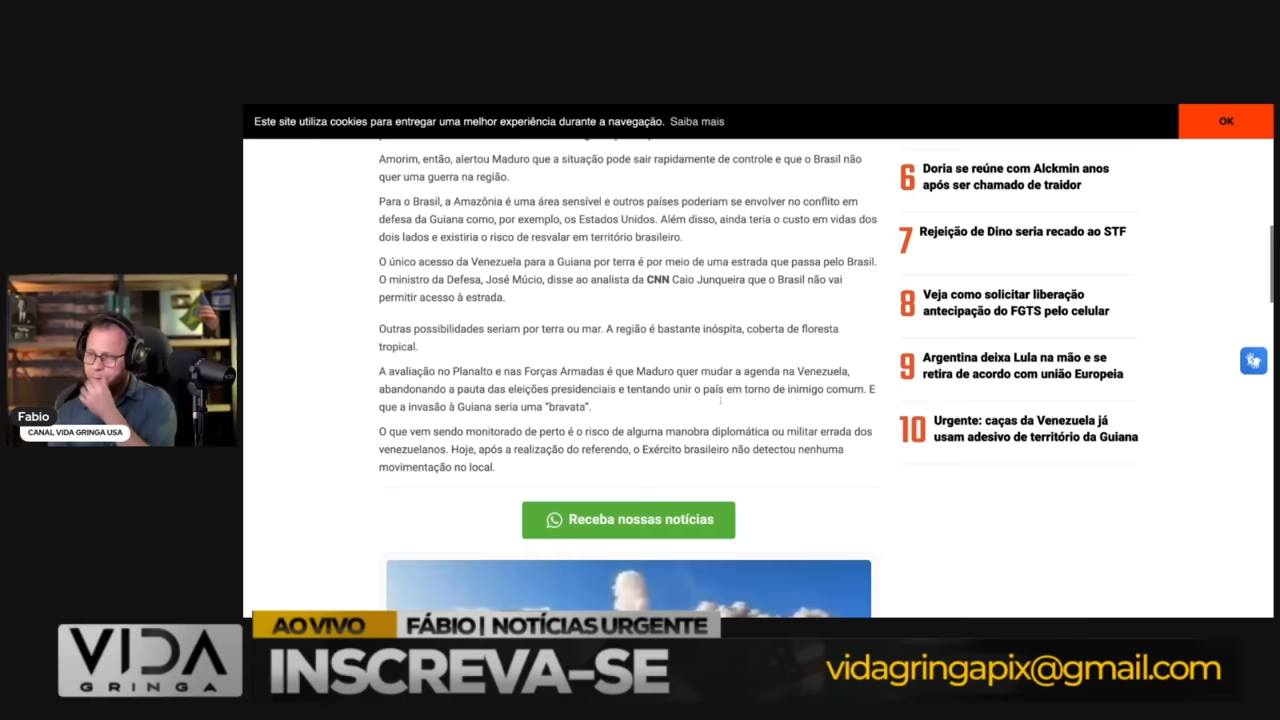 Este site utiliza cookies para entregar uma melhor experiência durante a navegação. Saiba mais
OK
Amorim, então, alertou Maduro que a situação pode sair rapidamente de controle e que o Brasil não
quer uma guerra na região.
Para o Brasil, a Amazônia é uma área sensível e outros países poderiam se envolver no conflito em
defesa da Guiana como, por exemplo, os Estados Unidos. Além disso, ainda teria o custo em vidas dos
dois lados e existiria o risco de resvalar em território brasileiro.
O único acesso da Venezuela para a Guiana por terra é por meio de uma estrada que passa pelo Brasil.
O ministro da Defesa, José Múcio, disse ao analista da CNN Caio Junqueira que o Brasil não vai
permitir acesso à estrada.
Outras possibilidades seriam por terra ou mar. A região é bastante inóspita, coberta de floresta
tropical.
A avaliação no Planalto e nas Forças Armadas é que Maduro quer mudar a agenda na Venezuela,
abandonando a pauta das eleições presidenciais e tentando unir o país em torno de inimigo comum. E
que a invasão à Guiana seria uma "bravata".
O que vem sendo monitorado de perto é o risco de alguma manobra diplomática ou militar errada dos
venezuelanos. Hoje, após a realização do referendo, o Exército brasileiro não detectou nenhuma
movimentação no local.
Receba nossas notícias
6 Doria se reúne com Alckmin anos
após ser chamado de traidor
7 Rejeição de Dino seria recado ao STF
8 Veja como solicitar liberação
antecipação do FGTS pelo celular
9 Argentina deixa Lula na mão e se
retira de acordo com união Europeia
10 Urgente: caças da Venezuela já
usam adesivo de território da Guiana
Fabio
CANAL VIDA GRINGA USA
VIDA
GRINGA
AO VIVO
FÁBIO | NOTÍCIAS URGENTE
INSCREVA-SE
vidagringapix@gmail.com